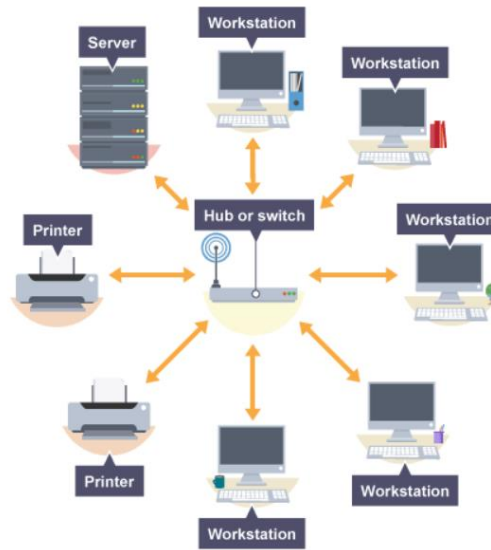 Server
Workstation
Workstation
Hub or switch
Printer
Workstation
Printer
Workstation
Workstation